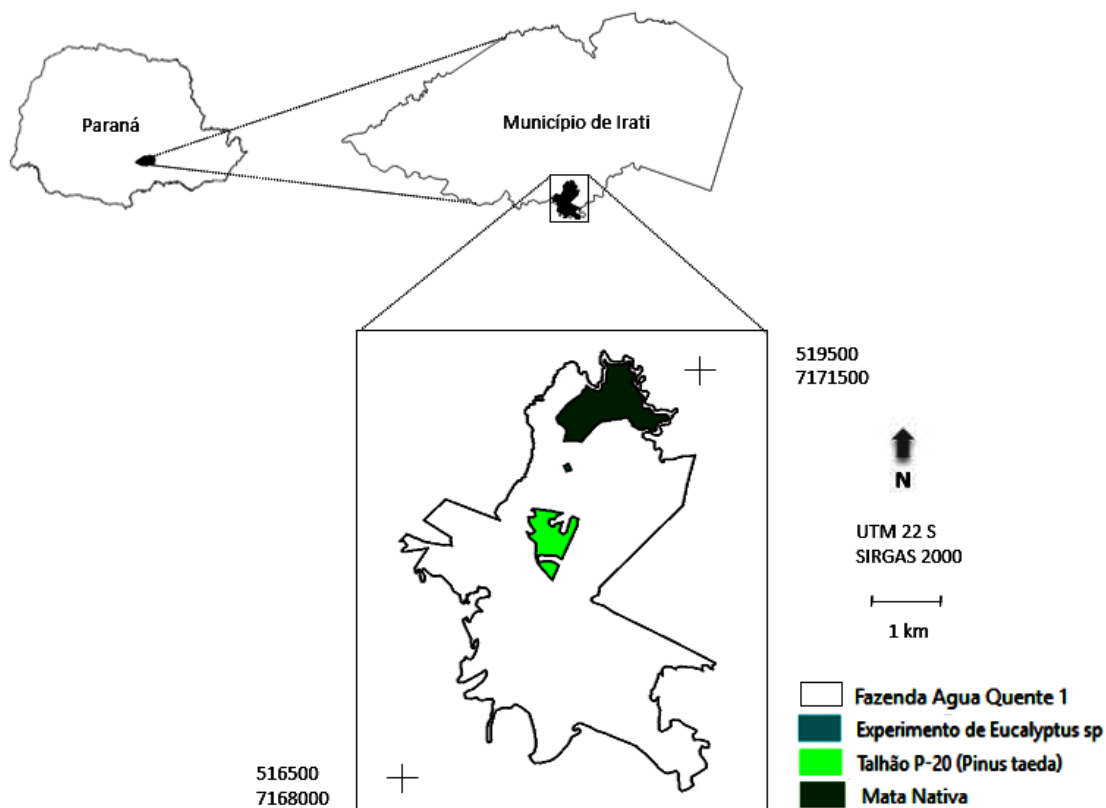 Paraná
Município de Irati
519500
7171500
N
UTM 22 S
SIRGAS 2000
1 km
Fazenda Agua Quente 1
Experimento de Eucalyptus sp
Talhão P-20 (Pinus taeda)
Mata Nativa
516500
7168000